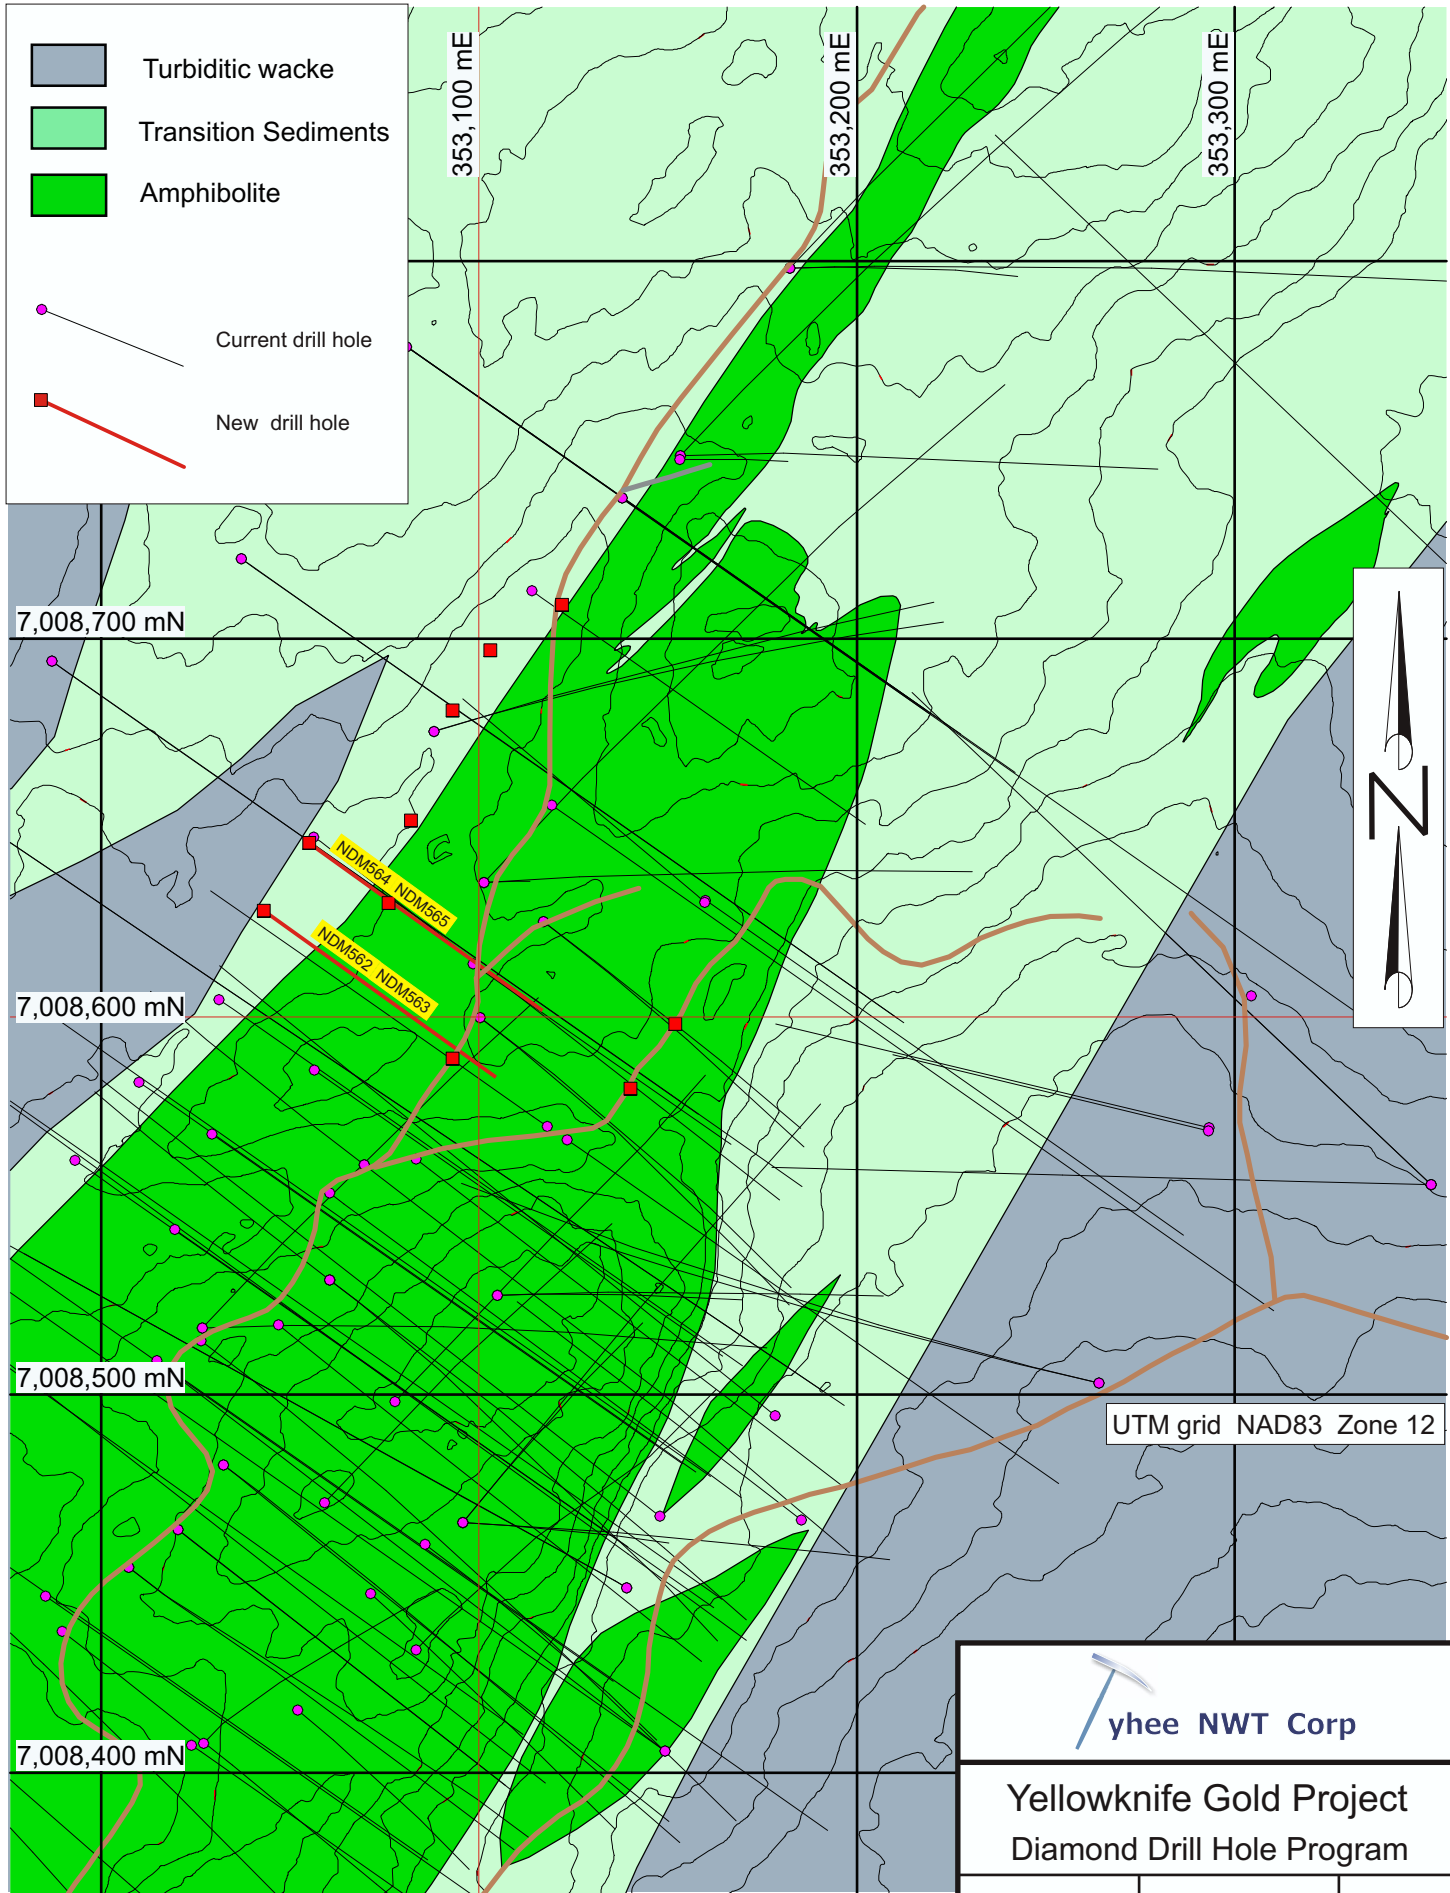 Turbiditic wacke
Transition Sediments
Amphibolite
Current drill hole
New drill hole
353,100 mE
353,200 mE
353,300 mE
7,008,700 mN
NDM564 NDM565
NDM562 NDM563
7,008,600 mN
N
7,008,500 mN
UTM grid NAD83 Zone 12
7,008,400 mN
yhee NWT Corp
Yellowknife Gold Project
Diamond Drill Hole Program